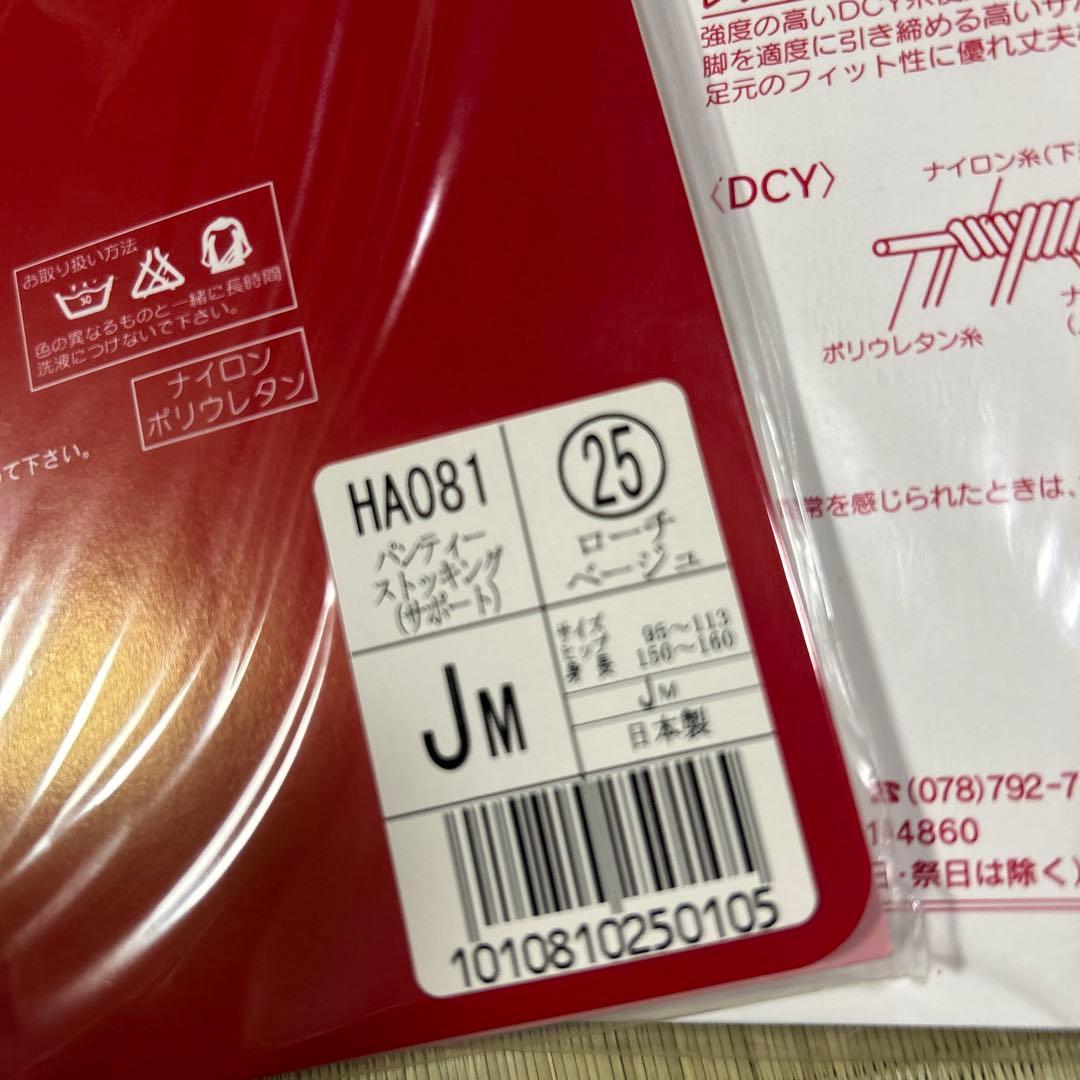 強度の高いDCY糸使
脚を適度に引き締める高いサ
足元のフィット性に優れ丈夫
〈DCY〉
ナイロン糸(下
ポリウレタン糸
常を感じられたときは、
☎(078)792-7
4860
日・祭日は除く)
お取り扱い方法
30
色の異なるものと一緒に長時間
洗液につけないで下さい。
ナイロン
ポリウレタン
て下さい。
HA081
パンティー
ストッキング
(サポート)
25
ローチ
ベージュ
JM
サイズ
ヒップ 95〜113
身長 150〜160
JM
日本製
1010810250105